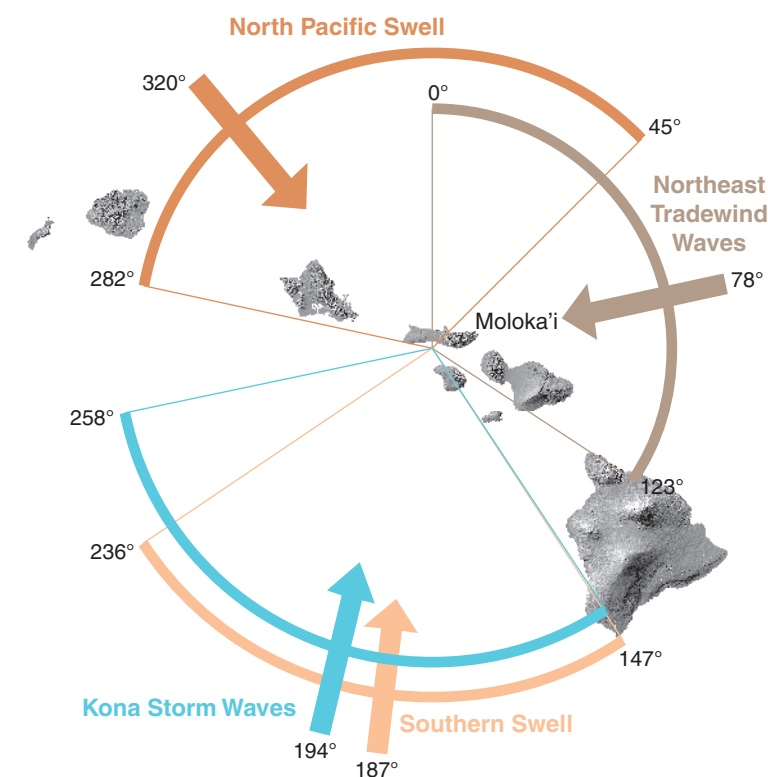 North Pacific Swell
320°
0°
45°
Northeast
Tradewind
Waves
282°
78°
Moloka'i
258°
123°
236°
147°
Kona Storm Waves
Southern Swell
194°
187°